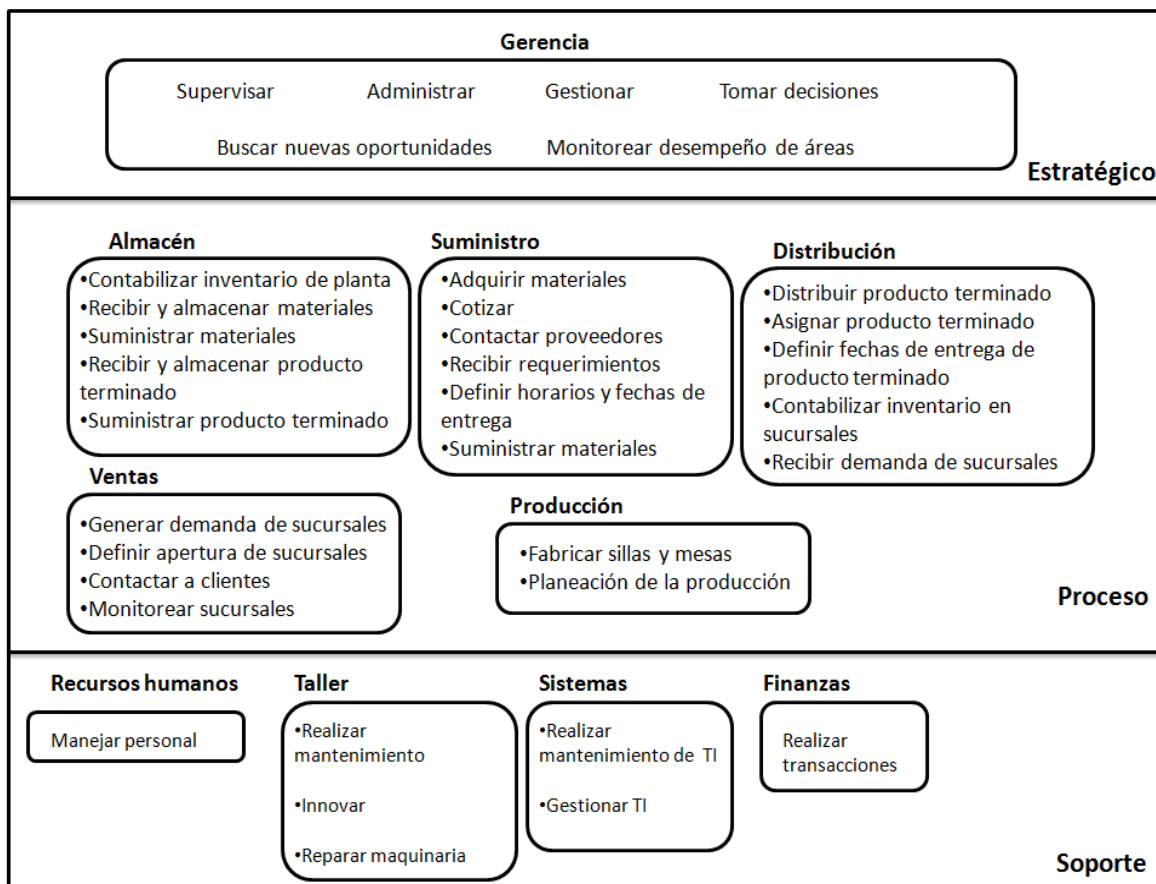 Gerencia
Supervisar Administrar Gestionar Tomar decisiones
Buscar nuevas oportunidades Monitorear desempeño de áreas
Estratégico
Almacén
•Contabilizar inventario de planta
•Recibir y almacenar materiales
•Suministrar materiales
•Recibir y almacenar producto
terminado
•Suministrar producto terminado
Suministro
•Adquirir materiales
•Cotizar
•Contactar proveedores
•Recibir requerimientos
•Definir horarios y fechas de
entrega
•Suministrar materiales
Distribución
•Distribuir producto terminado
•Asignar producto terminado
•Definir fechas de entrega de
producto terminado
•Contabilizar inventario en
sucursales
•Recibir demanda de sucursales
Ventas
•Generar demanda de sucursales
•Definir apertura de sucursales
•Contactar a clientes
•Monitorear sucursales
Producción
•Fabricar sillas y mesas
•Planeación de la producción
Proceso
Recursos humanos
Manejar personal
Taller
•Realizar
mantenimiento
•Innovar
•Reparar maquinaria
Sistemas
•Realizar
mantenimiento de TI
•Gestionar TI
Finanzas
Realizar
transacciones
Soporte